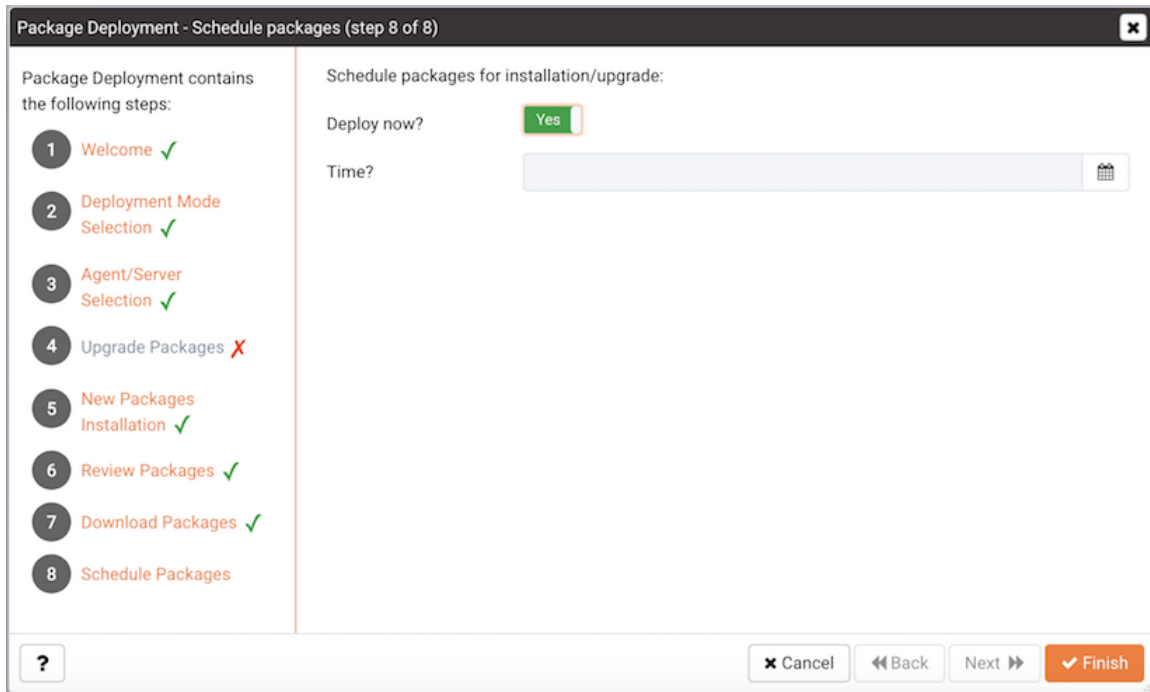 Package Deployment - Schedule packages (step 8 of 8)
Package Deployment contains
the following steps:
1 Welcome
2 Deployment Mode
Selection
3 Agent/Server
Selection
4 Upgrade Packages
5 New Packages
Installation
6 Review Packages
7 Download Packages
8 Schedule Packages
Schedule packages for installation/upgrade:
Deploy now? Yes
Time?
? Cancel Back Next Finish